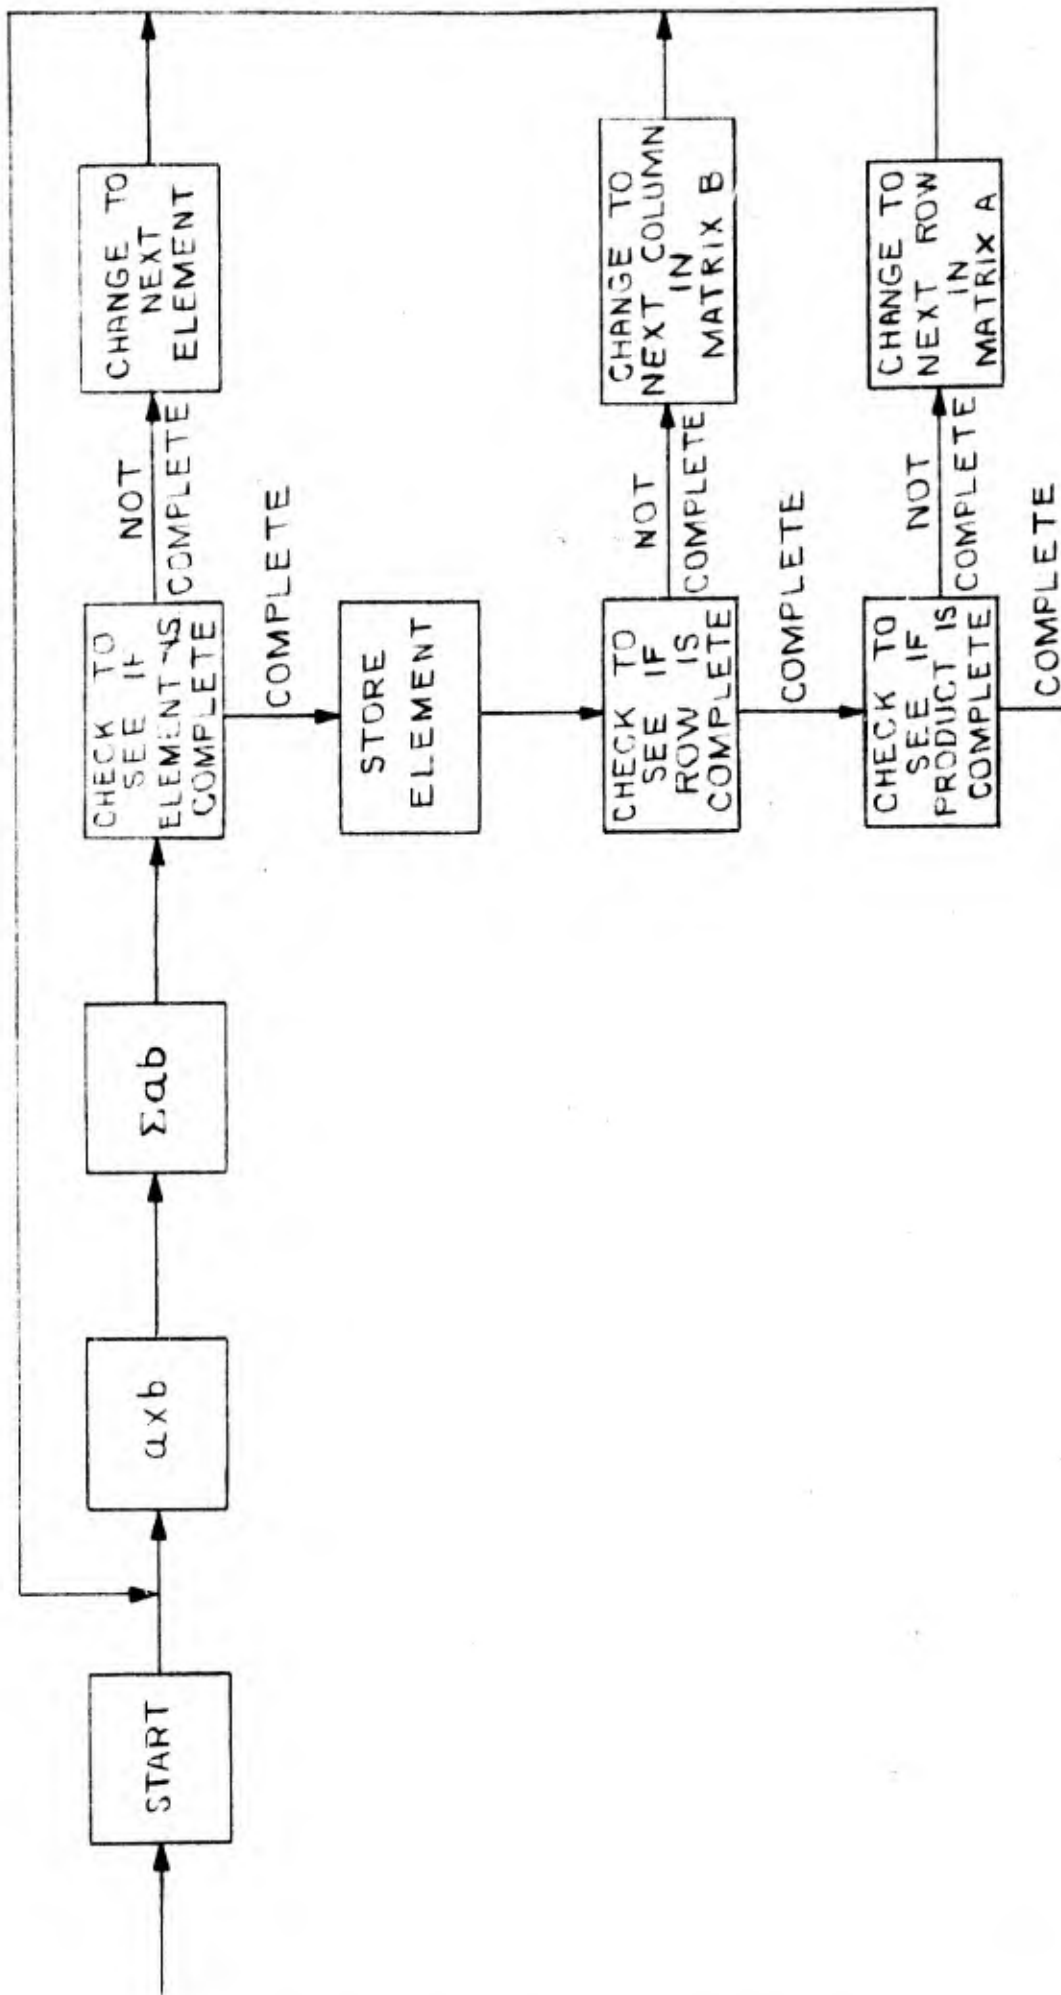 START
axb
Σab
CHECK TO
SEE IF
ELEMENT IS
COMPLETE
NOT
COMPLETE
CHANGE TO
NEXT
ELEMENT
COMPLETE
STORE
ELEMENT
CHECK TO
SEE IF
ROW IS
COMPLETE
NOT
COMPLETE
CHANGE TO
NEXT COLUMN
IN
MATRIX B
COMPLETE
CHECK TO
SEE IF
PRODUCT IS
COMPLETE
NOT
COMPLETE
CHANGE TO
NEXT ROW
IN
MATRIX A
COMPLETE